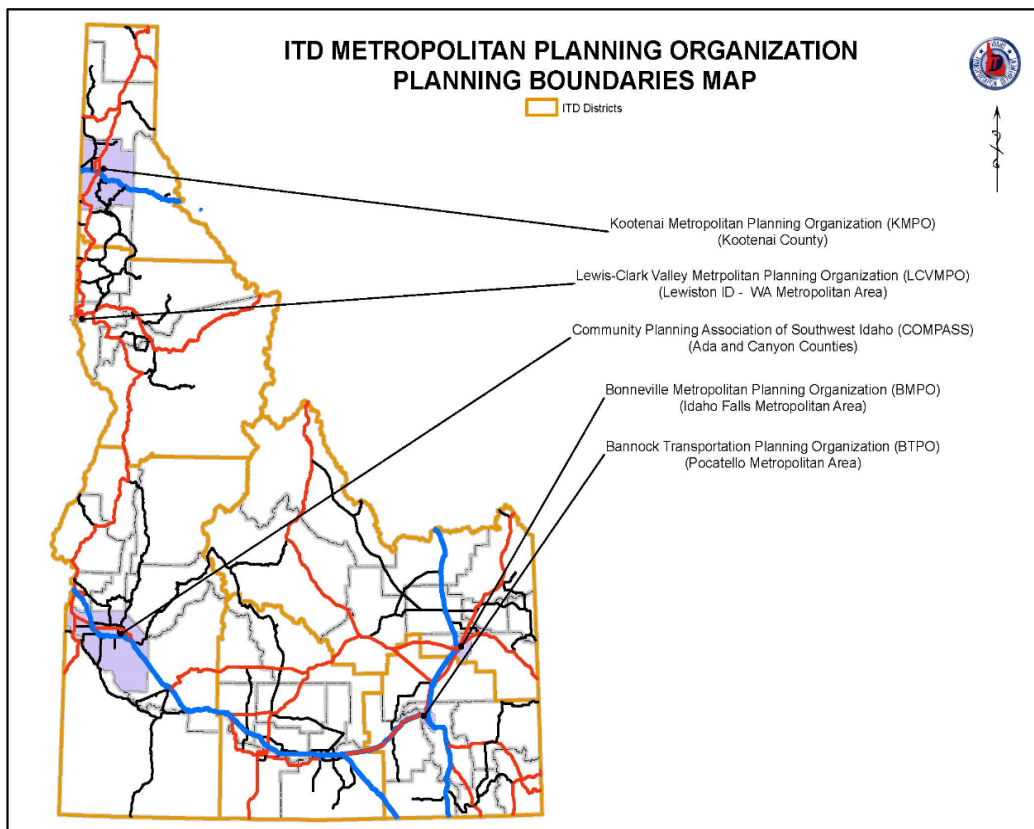 ITD METROPOLITAN PLANNING ORGANIZATION
PLANNING BOUNDARIES MAP
ITD Districts
Kootenai Metropolitan Planning Organization (KMPO)
(Kootenai County)
Lewis-Clark Valley Metrpolitan Planning Organization (LCVMPO)
(Lewiston ID - WA Metropolitan Area)
Community Planning Association of Southwest Idaho (COMPASS)
(Ada and Canyon Counties)
Bonneville Metropolitan Planning Organization (BMPO)
(Idaho Falls Metropolitan Area)
Bannock Transportation Planning Organization (BTPO)
(Pocatello Metropolitan Area)